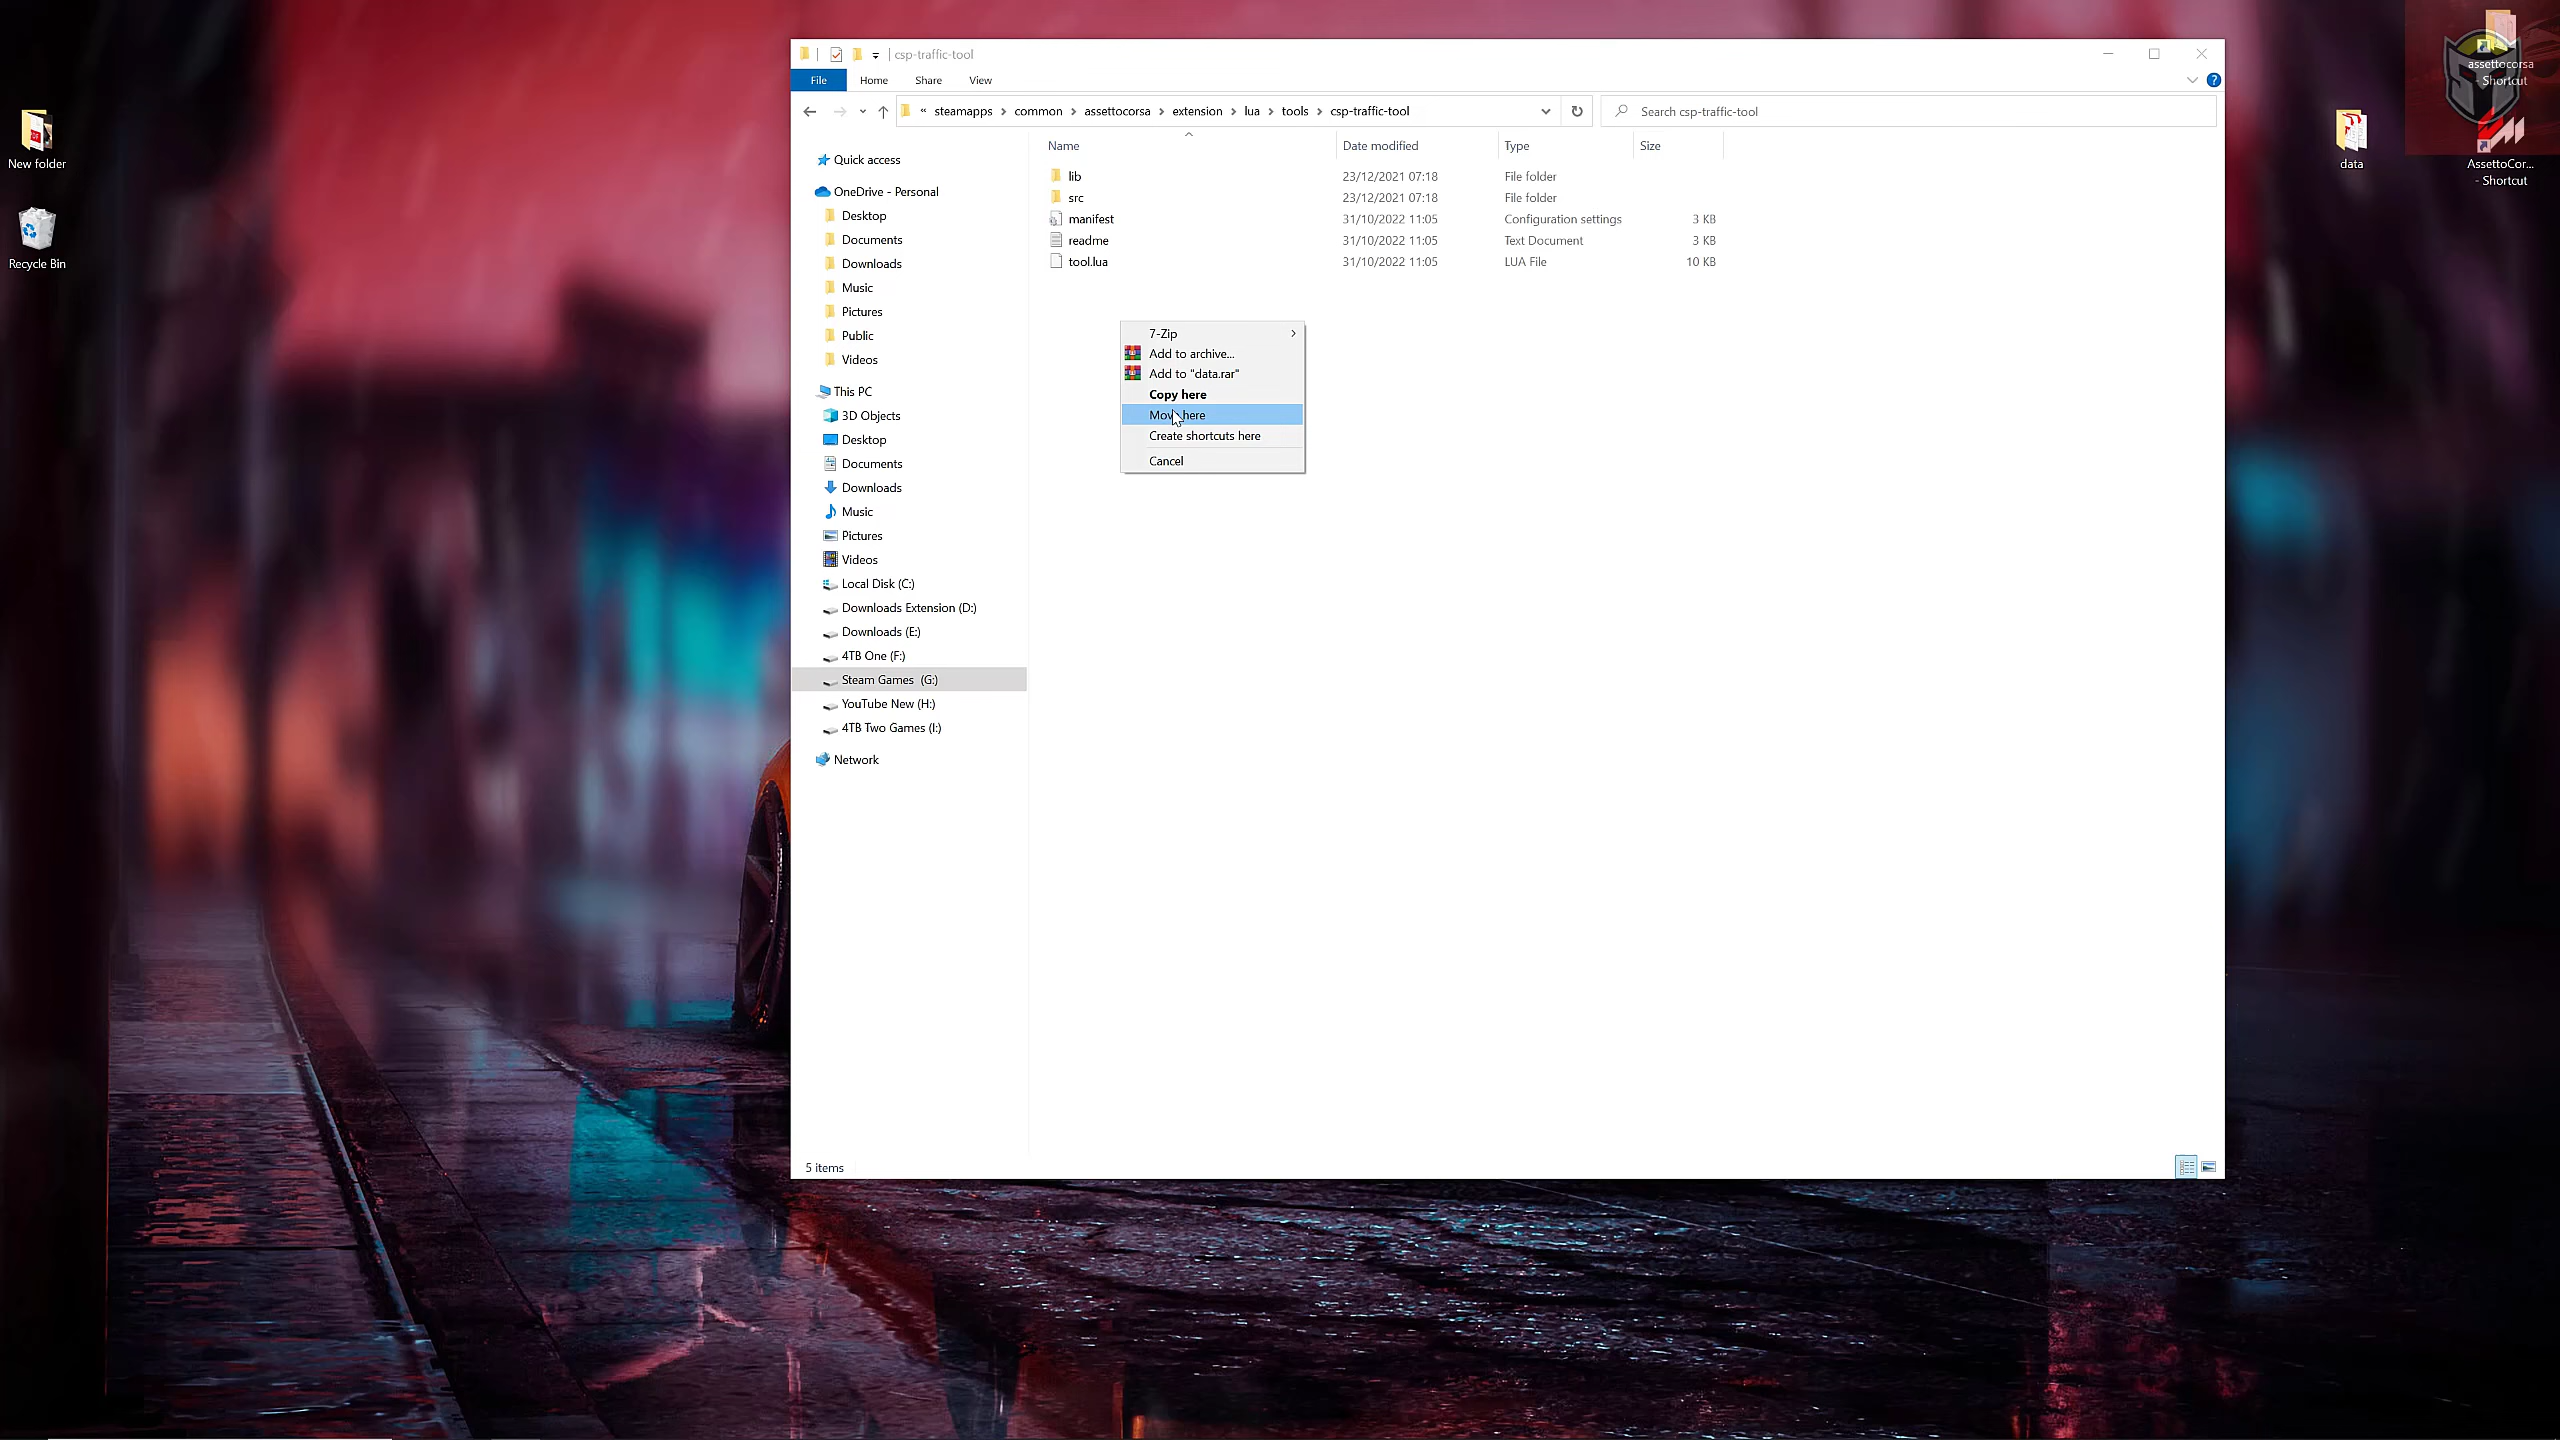 New folder
Recycle Bin
csp-traffic-tool
File Home Share View
« steamapps › common › assettocorsa › extension › lua › tools › csp-traffic-tool
Search csp-traffic-tool
Name Date modified Type Size
lib 23/12/2021 07:18 File folder
src 23/12/2021 07:18 File folder
manifest 31/10/2022 11:05 Configuration settings 3 KB
readme 31/10/2022 11:05 Text Document 3 KB
tool.lua 31/10/2022 11:05 LUA File 10 KB
Quick access
OneDrive - Personal
Desktop
Documents
Downloads
Music
Pictures
Public
Videos
This PC
3D Objects
Desktop
Documents
Downloads
Music
Pictures
Videos
Local Disk (C:)
Downloads Extension (D:)
Downloads (E:)
4TB One (F:)
Steam Games (G:)
YouTube New (H:)
4TB Two Games (I:)
Network
7-Zip
Add to archive...
Add to "data.rar"
Copy here
Move here
Create shortcuts here
Cancel
5 items
assettocorsa
- Shortcut
data
AssettoCor...
- Shortcut